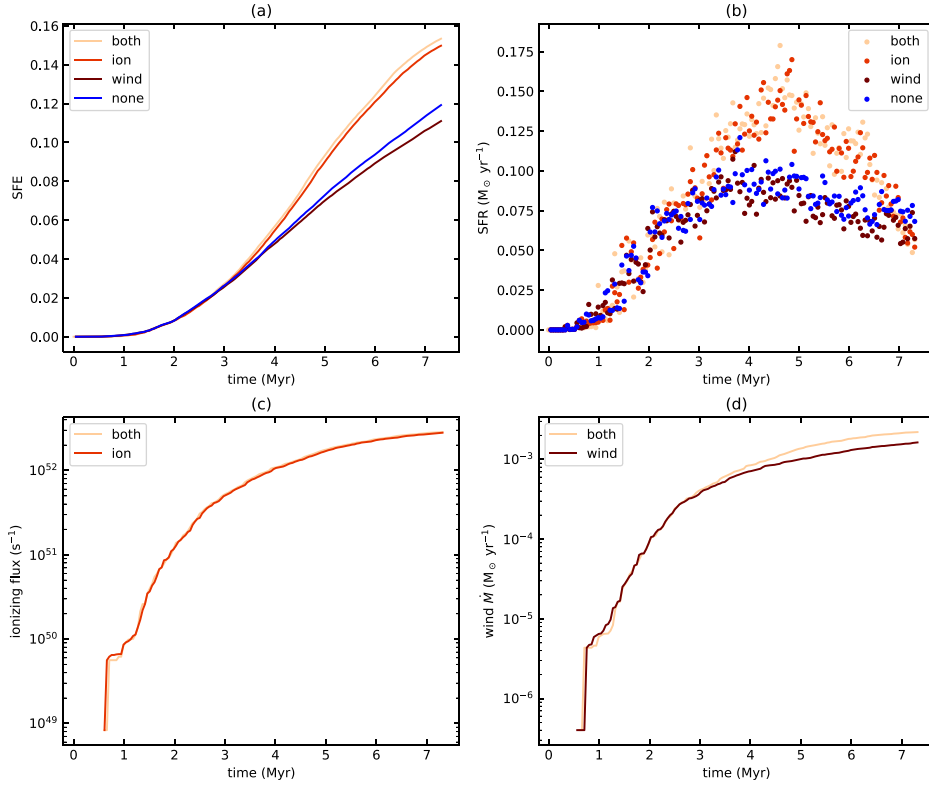 (a)
0.16
0.14
0.12
0.10
0.08
0.06
0.04
0.02
0.00
SFE
both
ion
wind
none
0 1 2 3 4 5 6 7
time (Myr)
(b)
0.175
0.150
0.125
0.100
0.075
0.050
0.025
0.000
SFR (M⊙ yr⁻¹)
both
ion
wind
none
0 1 2 3 4 5 6 7
time (Myr)
(c)
10⁵²
10⁵¹
10⁵⁰
10⁴⁹
ionizing flux (s⁻¹)
both
ion
0 1 2 3 4 5 6 7
time (Myr)
(d)
10⁻³
10⁻⁴
10⁻⁵
10⁻⁶
wind Ṁ (M⊙ yr⁻¹)
both
wind
0 1 2 3 4 5 6 7
time (Myr)